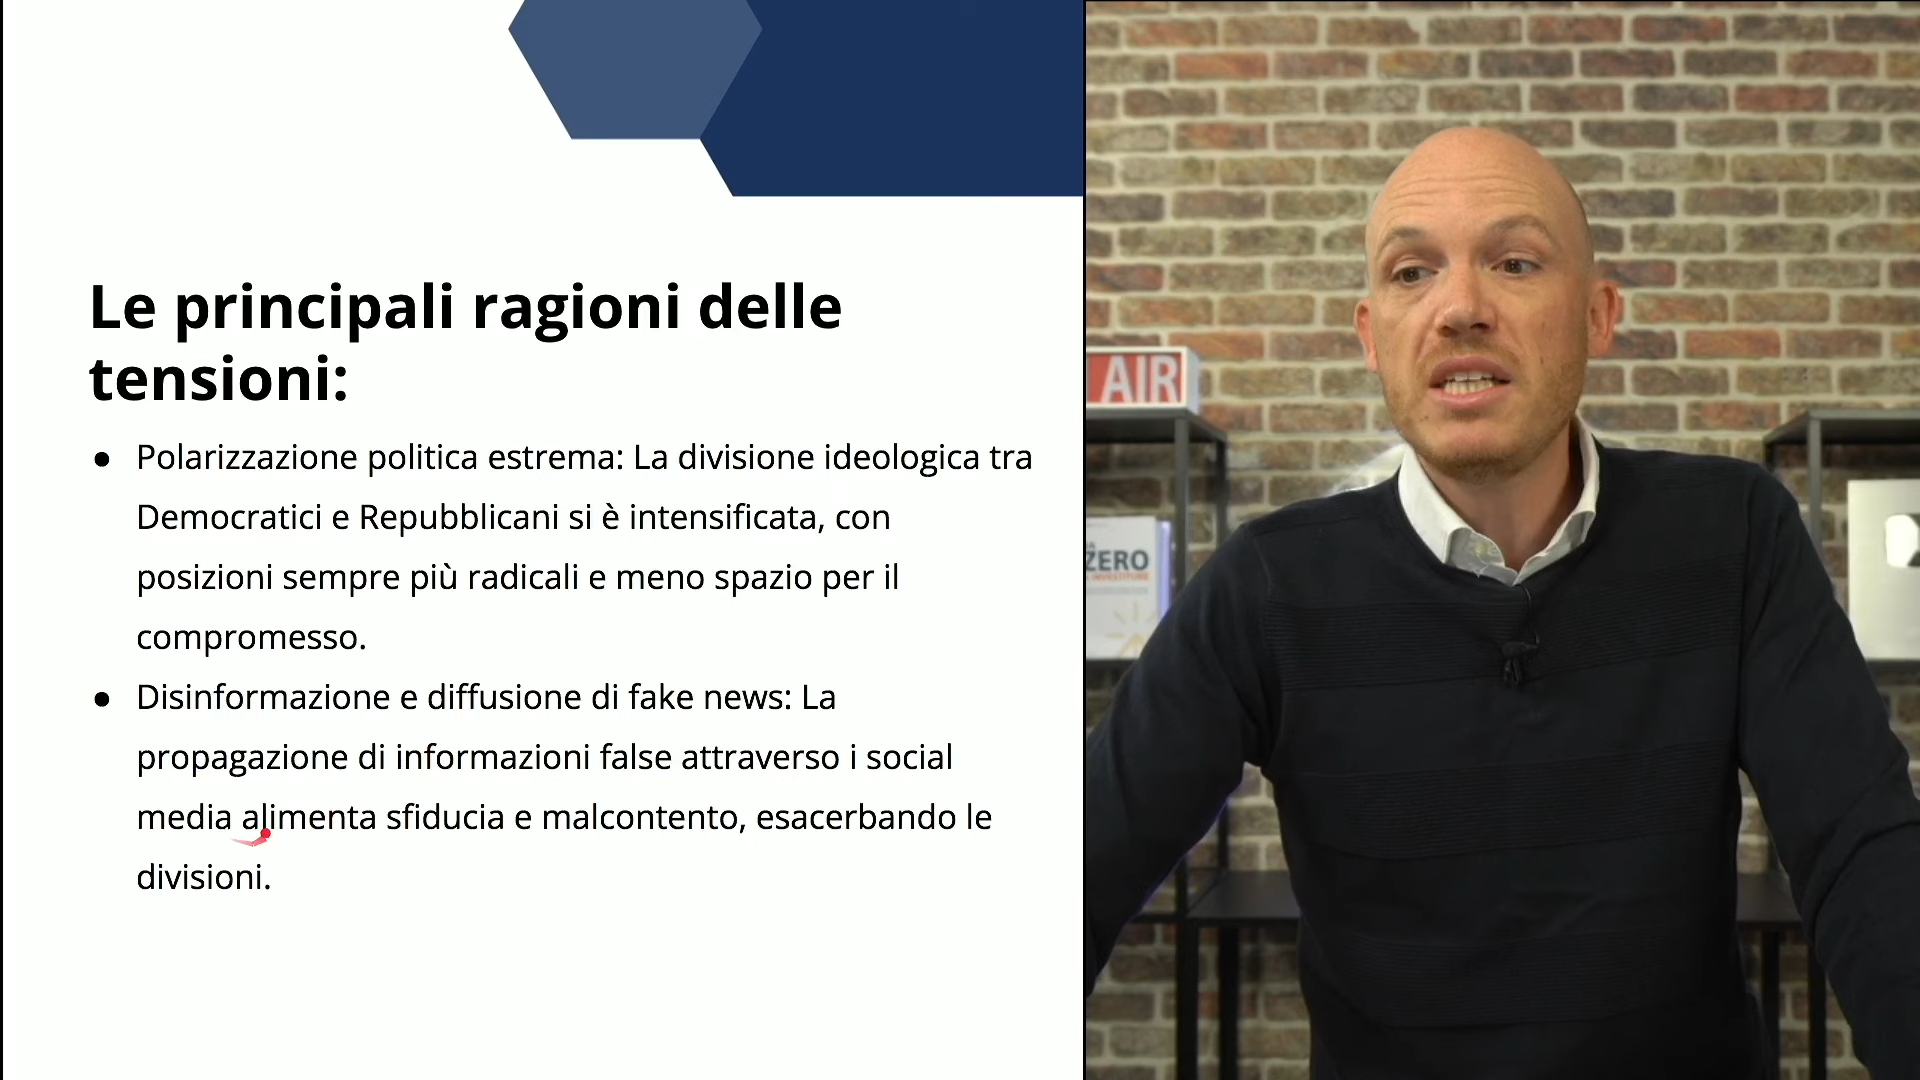 Le principali ragioni delle
tensioni:
● Polarizzazione politica estrema: La divisione ideologica tra
Democratici e Repubblicani si è intensificata, con
posizioni sempre più radicali e meno spazio per il
compromesso.
● Disinformazione e diffusione di fake news: La
propagazione di informazioni false attraverso i social
media alimenta sfiducia e malcontento, esacerbando le
divisioni.
AIR
ZERO
INVESTITORE